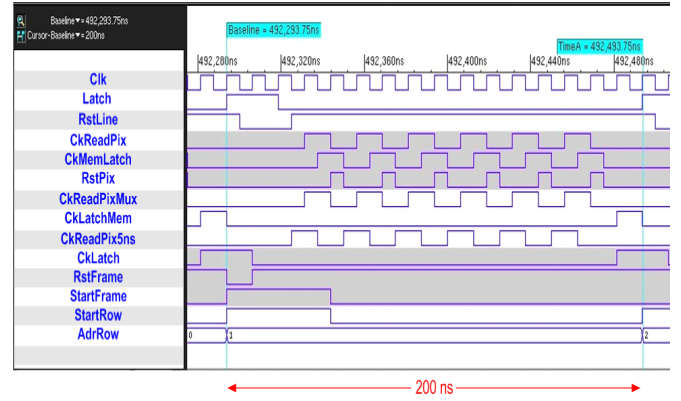 Baseline▼= 492,293.75ns
Cursor-Baseline▼= 200ns
Baseline = 492,293.75ns
TimeA = 492,493.75ns
492,280ns
492,320ns
492,360ns
492,400ns
492,440ns
492,480ns
Clk
Latch
RstLine
CkReadPix
CkMemLatch
RstPix
CkReadPixMux
CkLatchMem
CkReadPix5ns
CkLatch
RstFrame
StartFrame
StartRow
AdrRow
0
1
2
200 ns